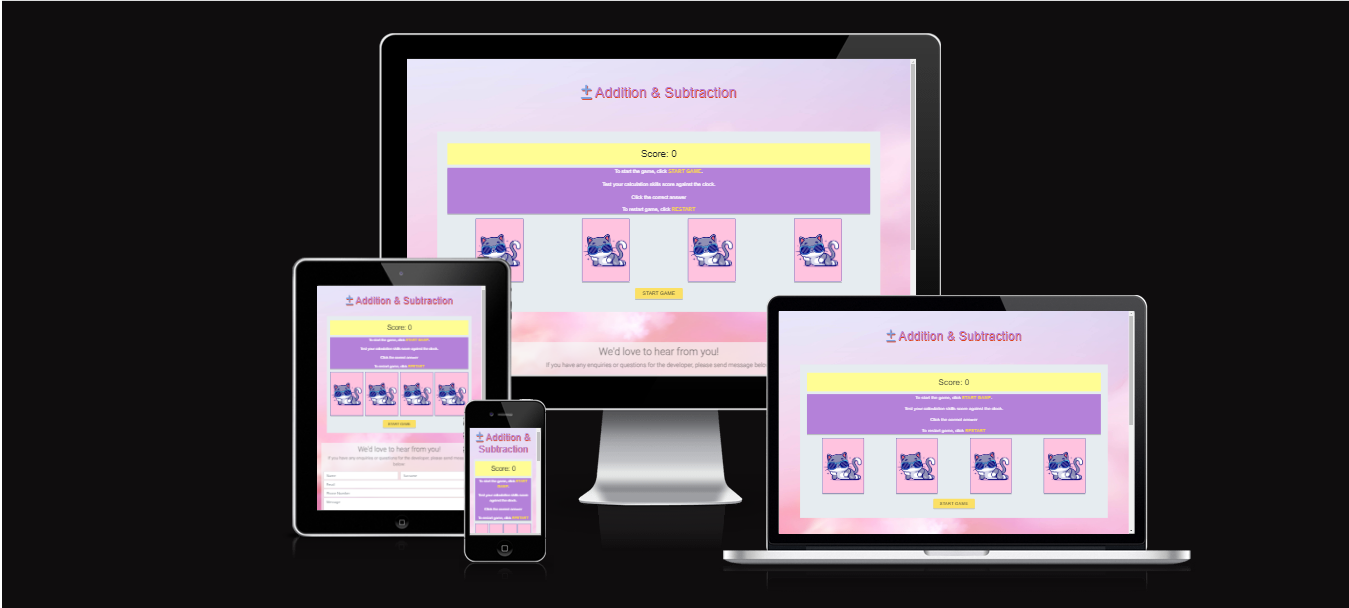 ± Addition & Subtraction
Score: 0
To start the game, click START GAME.
Test your calculation skills score against the clock.
Click the correct answer
To restart game, click RESTART
START GAME
We'd love to hear from you!
If you have any enquiries or questions for the developer, please send message below
± Addition & Subtraction
Score: 0
To start the game, click START GAME.
Test your calculation skills score against the clock.
Click the correct answer
To restart game, click RESTART
START GAME
We'd love to hear from you!
If you have any enquiries or questions for the developer, please send message
below
Name
Surname
Email
Phone Number
Message
± Addition &
Subtraction
Score: 0
To start the game, click START
GAME.
Test your calculation skills score
against the clock.
Click the correct answer
To restart game, click RESTART
± Addition & Subtraction
Score: 0
To start the game, click START GAME.
Test your calculation skills score against the clock.
Click the correct answer
To restart game, click RESTART
START GAME